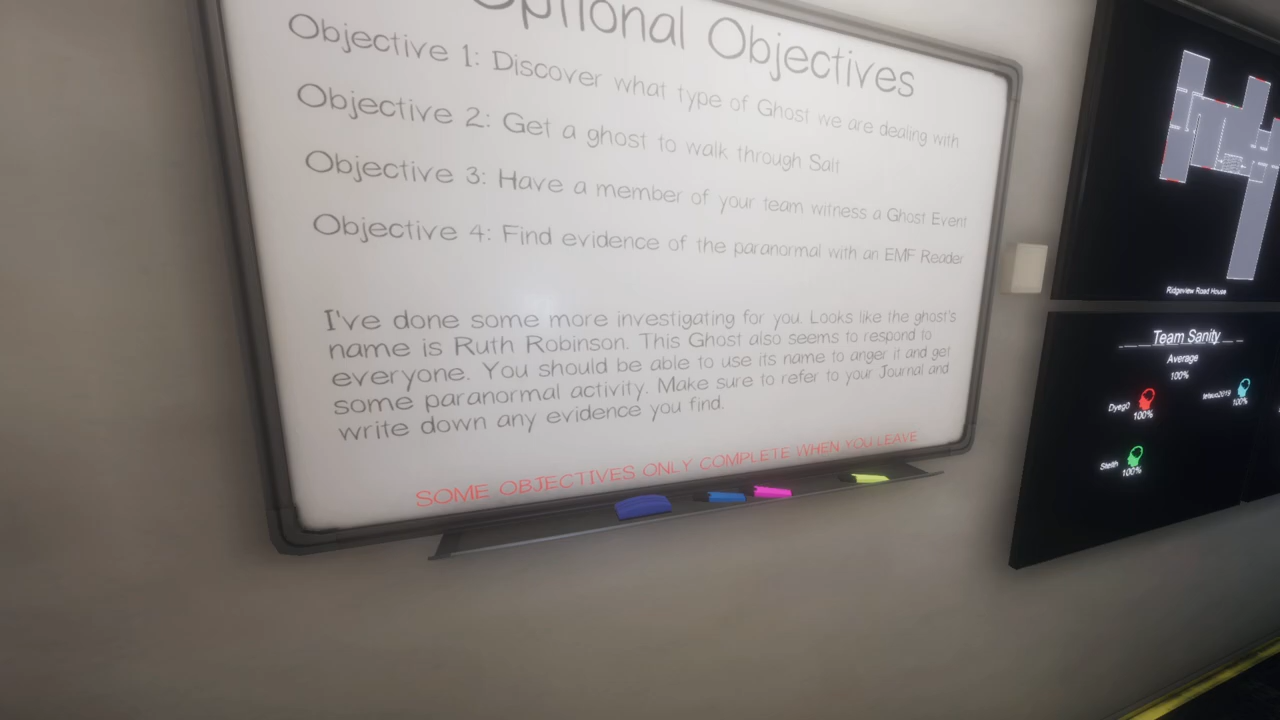 Optional Objectives
Objective 1: Discover what type of Ghost we are dealing with
Objective 2: Get a ghost to walk through Salt
Objective 3: Have a member of your team witness a Ghost Event
Objective 4: Find evidence of the paranormal with an EMF Reader
I've done some more investigating for you. Looks like the ghost's
name is Ruth Robinson. This Ghost also seems to respond to
everyone. You should be able to use its name to anger it and get
some paranormal activity. Make sure to refer to your Journal and
write down any evidence you find.
SOME OBJECTIVES ONLY COMPLETE WHEN YOU LEAVE
Ridgeview Road House
Team Sanity
Average
100%
Dyeg0
100%
tetsuo2019
100%
Steith
100%